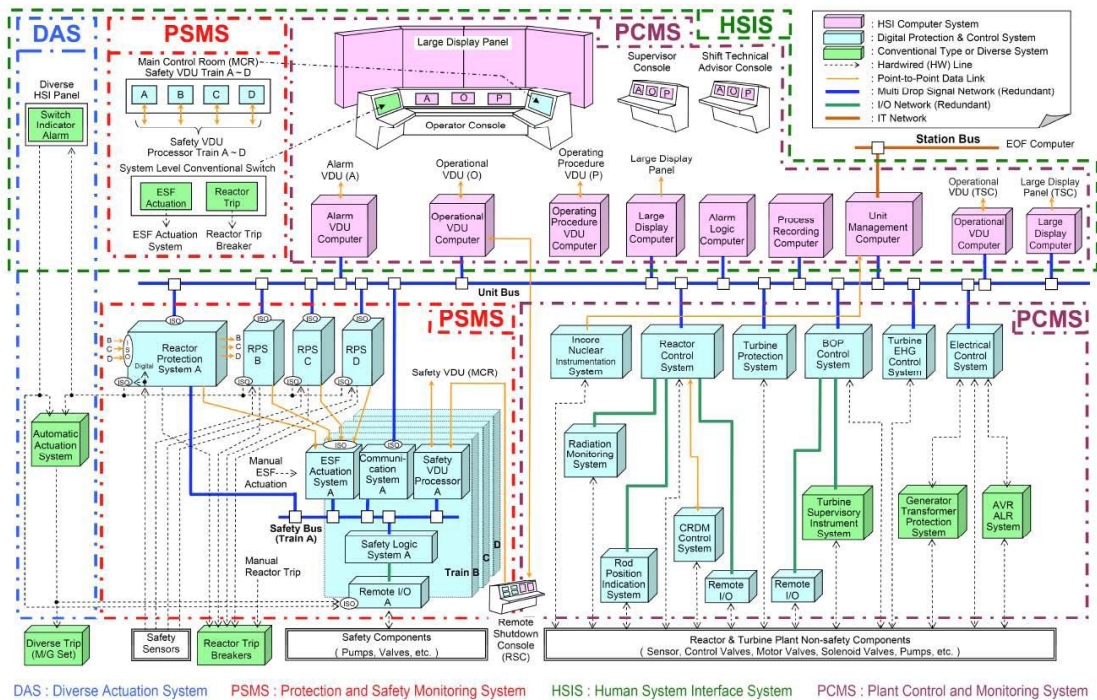 DAS
PSMS
PCMS
HSIS
Large Display Panel
Main Control Room (MCR)
Safety VDU Train A ~ D
A B C D
Safety VDU
Processor Train A ~ D
System Level Conventional Switch
ESF
Actuation
Reactor
Trip
ESF Actuation
System
Reactor Trip
Breaker
Diverse
HSI Panel
Switch
Indicator
Alarm
A O P
Operator Console
Supervisor
Console
A O P
Shift Technical
Advisor Console
A O P
: HSI Computer System
: Digital Protection & Control System
: Conventional Type or Diverse System
: Hardwired (HW) Line
: Point-to-Point Data Link
: Multi Drop Signal Network (Redundant)
: I/O Network (Redundant)
: IT Network
Station Bus
EOF Computer
Alarm
VDU (A)
Operational
VDU (O)
Operating
Procedure
VDU (P)
Large Display
Panel
Operational
VDU (TSC)
Large Display
Panel (TSC)
Alarm
VDU
Computer
Operational
VDU
Computer
Operating
Procedure
VDU Computer
Large
Display
Computer
Alarm
Logic
Computer
Process
Recording
Computer
Unit
Management
Computer
Operational
VDU
Computer
Large
Display
Computer
Unit Bus
PSMS
PCMS
ISO
ISO
ISO
ISO
B
C
D
ISO
Reactor
Protection
System A
B
C
D
RPS
B
RPS
C
RPS
D
ISO
Digital
ISO
ISO
ISO
Safety VDU (MCR)
Automatic
Actuation
System
Manual
ESF
Actuation
ISO
ISO
ESF
Actuation
System
A
Communi-
cation
System A
Safety
VDU
Processor
A
Safety Bus
(Train A)
Safety Logic
System A
Manual
Reactor Trip
Train B
C
D
ISO
Remote I/O
A
Remote
Shutdown
Console
(RSC)
Incore
Nuclear
Instrumentation
System
Reactor
Control
System
Turbine
Protection
System
BOP
Control
System
Turbine
EHG
Control
System
Electrical
Control
System
Radiation
Monitoring
System
Rod
Position
Indication
System
CRDM
Control
System
Remote
I/O
Remote
I/O
Turbine
Supervisory
Instrument
System
Generator
Transformer
Protection
System
AVR
ALR
System
Diverse Trip
(M/G Set)
Safety
Sensors
Reactor Trip
Breakers
Safety Components
( Pumps, Valves, etc. )
Reactor & Turbine Plant Non-safety Components
( Sensor, Control Valves, Motor Valves, Solenoid Valves, Pumps, etc. )
DAS : Diverse Actuation System PSMS : Protection and Safety Monitoring System HSIS : Human System Interface System PCMS : Plant Control and Monitoring System